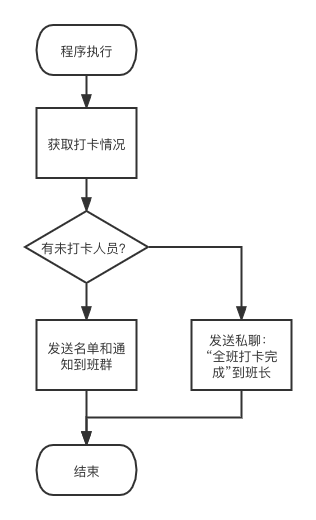 程序执行
获取打卡情况
有未打卡人员?
发送名单和通
知到班群
发送私聊：
“全班打卡完
成”到班长
结束